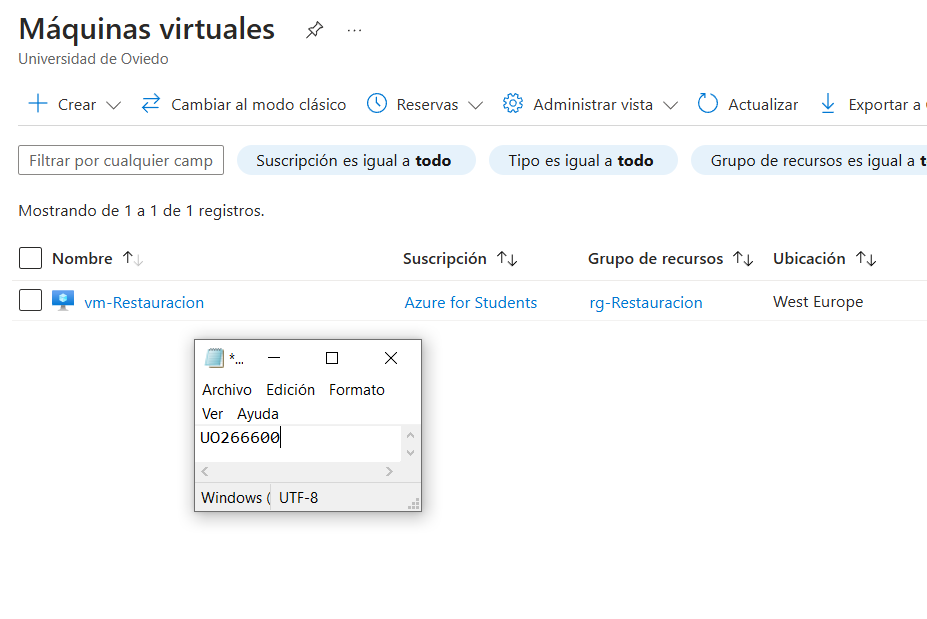 Máquinas virtuales
Universidad de Oviedo
Crear Cambiar al modo clásico Reservas Administrar vista Actualizar Exportar a
Filtrar por cualquier camp Suscripción es igual a todo Tipo es igual a todo Grupo de recursos es igual a t
Mostrando de 1 a 1 de 1 registros.
Nombre Suscripción Grupo de recursos Ubicación
vm-Restauracion Azure for Students rg-Restauracion West Europe
*...
Archivo Edición Formato
Ver Ayuda
UO266600
Windows ( UTF-8